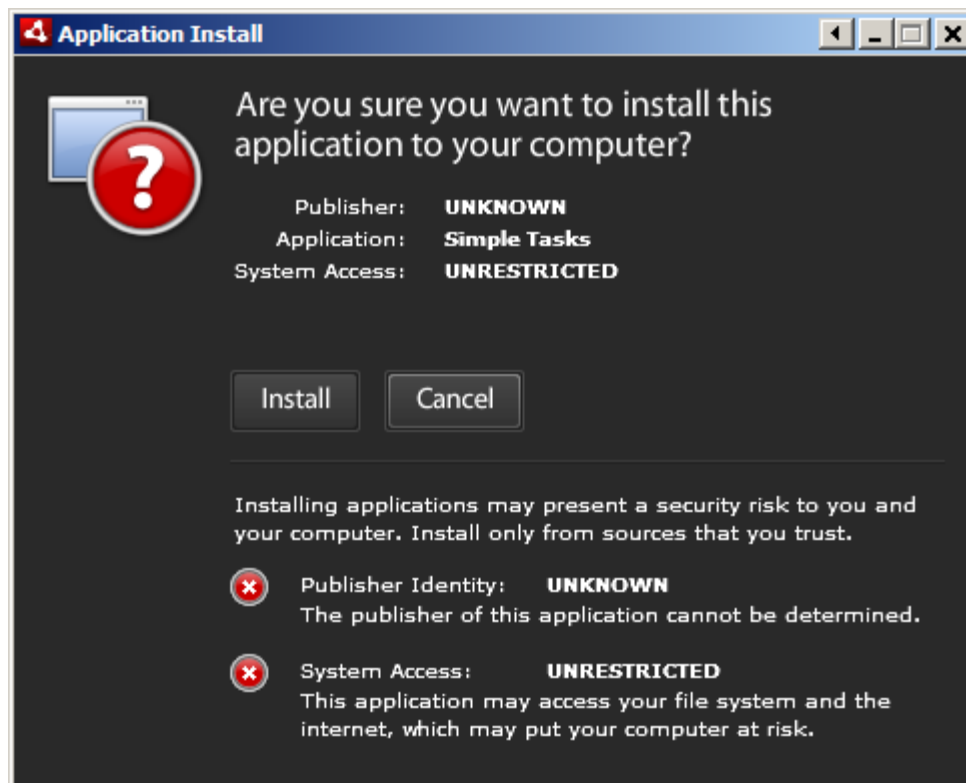 Application Install
Are you sure you want to install this
application to your computer?
Publisher: UNKNOWN
Application: Simple Tasks
System Access: UNRESTRICTED
Install Cancel
Installing applications may present a security risk to you and
your computer. Install only from sources that you trust.
Publisher Identity: UNKNOWN
The publisher of this application cannot be determined.
System Access: UNRESTRICTED
This application may access your file system and the
internet, which may put your computer at risk.